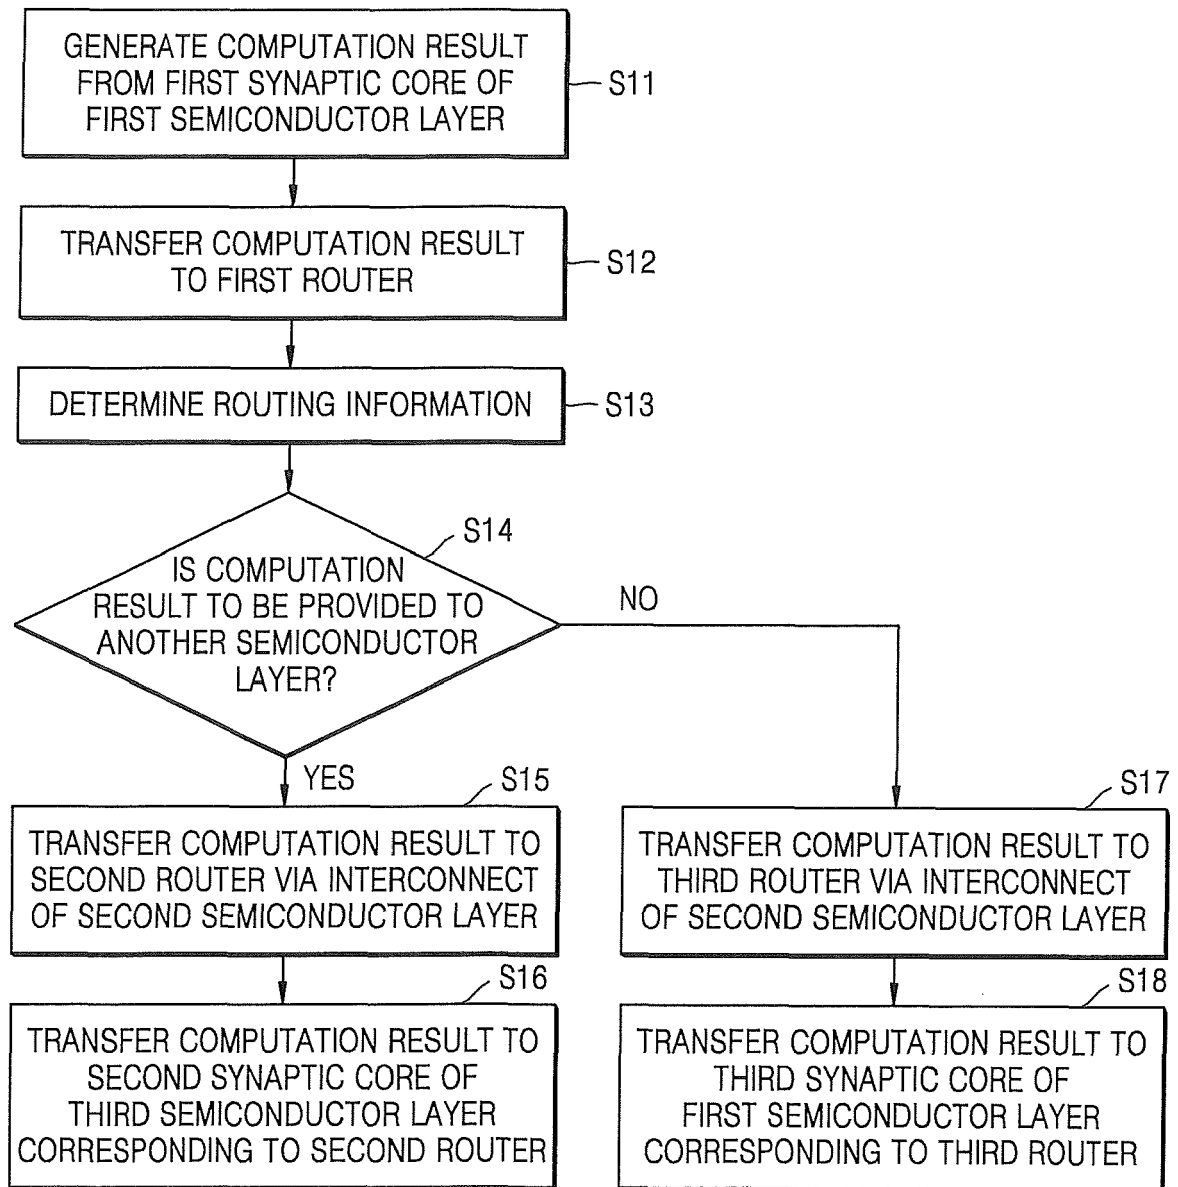 GENERATE COMPUTATION RESULT
FROM FIRST SYNAPTIC CORE OF
FIRST SEMICONDUCTOR LAYER
S11
TRANSFER COMPUTATION RESULT
TO FIRST ROUTER
S12
DETERMINE ROUTING INFORMATION
S13
S14
IS COMPUTATION
RESULT TO BE PROVIDED TO
ANOTHER SEMICONDUCTOR
LAYER?
NO
YES
S15
TRANSFER COMPUTATION RESULT TO
SECOND ROUTER VIA INTERCONNECT
OF SECOND SEMICONDUCTOR LAYER
S16
TRANSFER COMPUTATION RESULT TO
SECOND SYNAPTIC CORE OF
THIRD SEMICONDUCTOR LAYER
CORRESPONDING TO SECOND ROUTER
S17
TRANSFER COMPUTATION RESULT TO
THIRD ROUTER VIA INTERCONNECT
OF SECOND SEMICONDUCTOR LAYER
S18
TRANSFER COMPUTATION RESULT TO
THIRD SYNAPTIC CORE OF
FIRST SEMICONDUCTOR LAYER
CORRESPONDING TO THIRD ROUTER